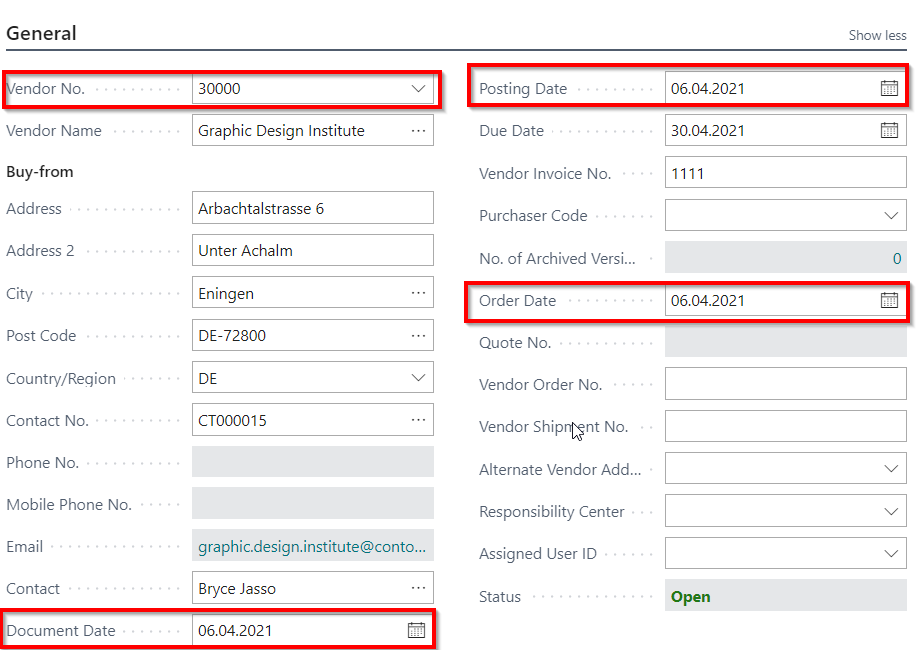 General
Show less
Vendor No. 30000
Vendor Name Graphic Design Institute
Buy-from
Address Arbachtalstrasse 6
Address 2 Unter Achalm
City Eningen
Post Code DE-72800
Country/Region DE
Contact No. CT000015
Phone No.
Mobile Phone No.
Email graphic.design.institute@conto...
Contact Bryce Jasso
Document Date 06.04.2021
Posting Date 06.04.2021
Due Date 30.04.2021
Vendor Invoice No. 1111
Purchaser Code
No. of Archived Versi... 0
Order Date 06.04.2021
Quote No.
Vendor Order No.
Vendor Shipment No.
Alternate Vendor Add...
Responsibility Center
Assigned User ID
Status Open